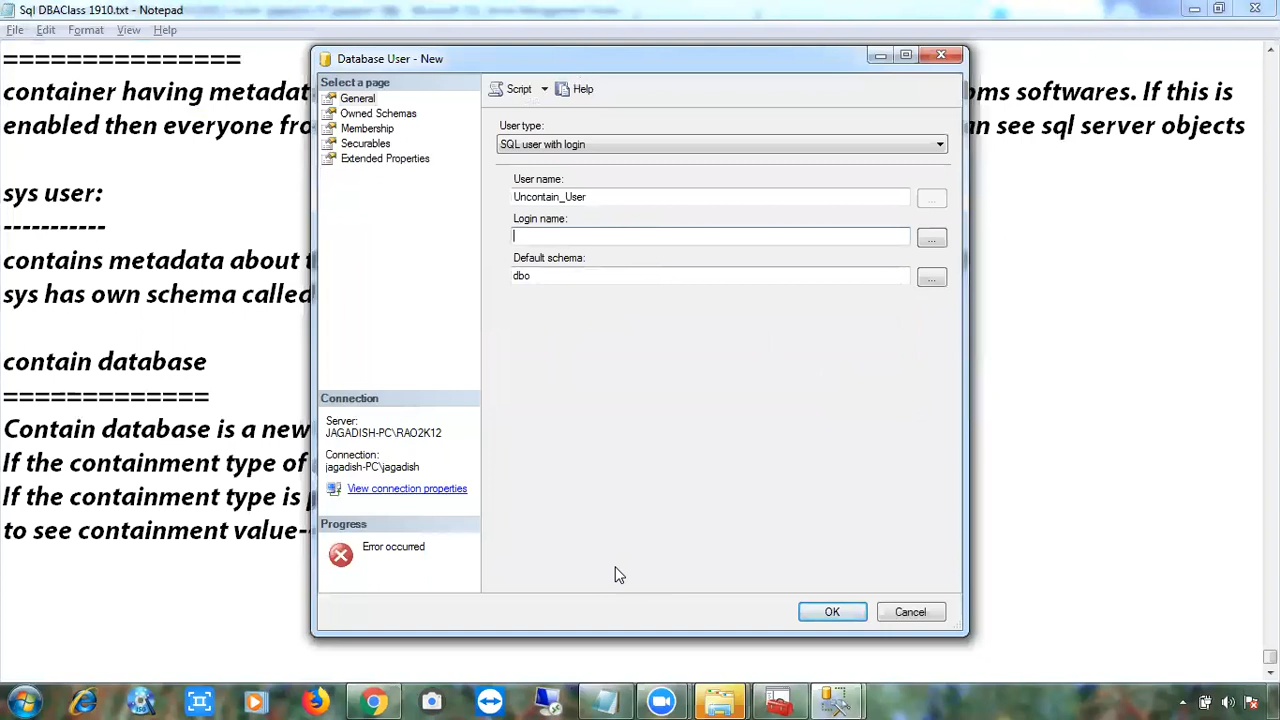 Sql DBAClass 1910.txt - Notepad
File Edit Format View Help
===============
container having metadat
oms softwares. If this is
enabled then everyone fro
an see sql server objects
sys user:
-----------
contains metadata about t
sys has own schema called
contain database
=============
Contain database is a new
If the containment type of
If the containment type is p
to see containment value--
Database User - New
Select a page
General
Owned Schemas
Membership
Securables
Extended Properties
Connection
Server:
JAGADISH-PC\RAO2K12
Connection:
jagadish-PC\jagadish
View connection properties
Progress
Error occurred
Script Help
User type:
SQL user with login
User name:
Uncontain_User
...
Login name:
...
Default schema:
dbo
...
OK Cancel